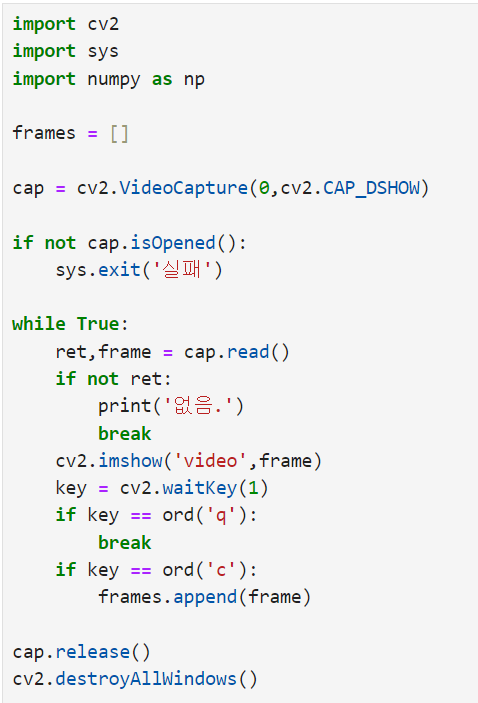 import cv2
import sys
import numpy as np

frames = []

cap = cv2.VideoCapture(0,cv2.CAP_DSHOW)

if not cap.isOpened():
    sys.exit('실패')

while True:
    ret,frame = cap.read()
    if not ret:
        print('없음.')
        break
    cv2.imshow('video',frame)
    key = cv2.waitKey(1)
    if key == ord('q'):
        break
    if key == ord('c'):
        frames.append(frame)

cap.release()
cv2.destroyAllWindows()